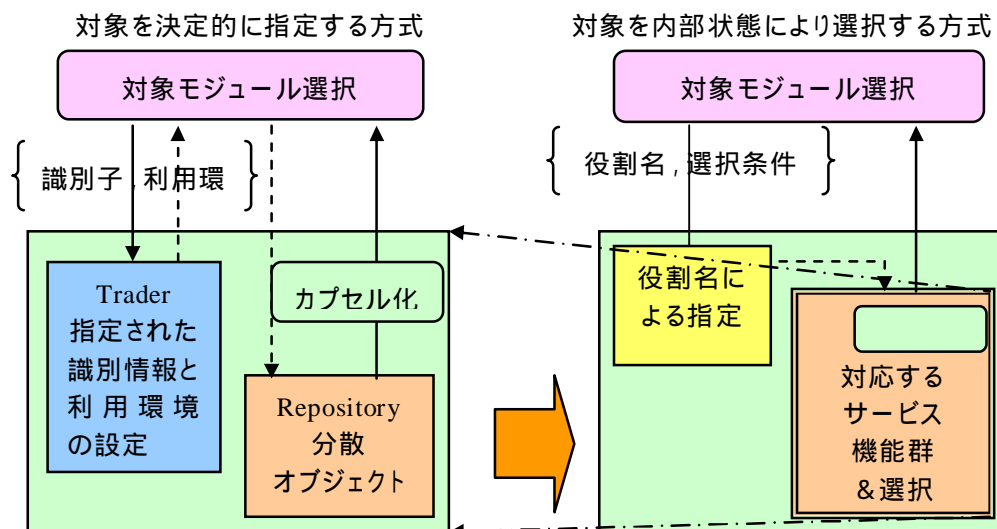 対象を決定的に指定する方式
対象モジュール選択
識別子,利用環
Trader
指定された
識別情報と
利用環境
の設定
カプセル化
Repository
分散
オブジェクト
対象を内部状態により選択する方式
対象モジュール選択
役割名,選択条件
役割名に
よる指定
対応する
サービス
機能群
&選択